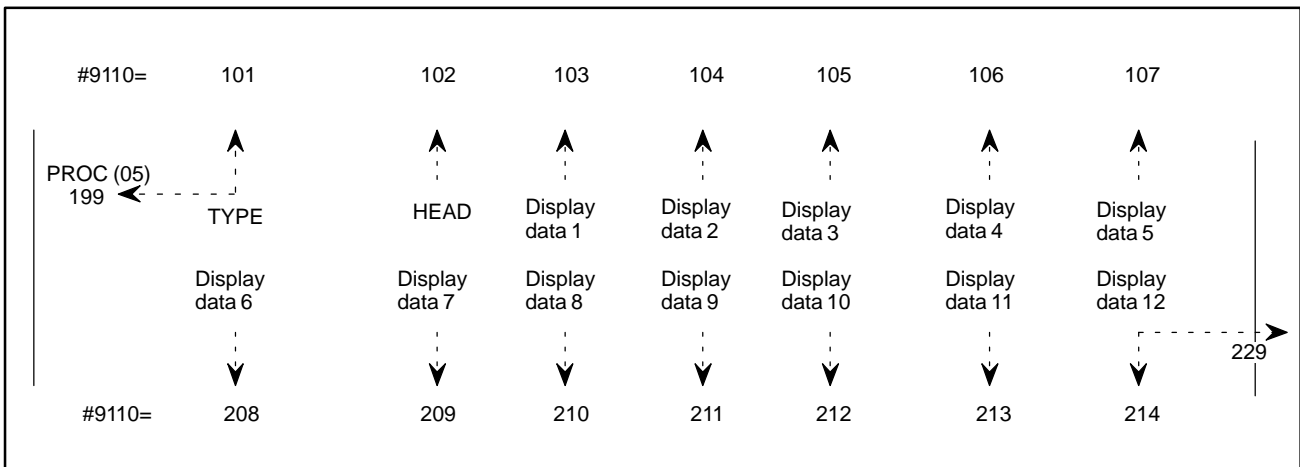 #9110= 101 102 103 104 105 106 107
PROC (05)
199
TYPE HEAD Display data 1 Display data 2 Display data 3 Display data 4 Display data 5
Display data 6 Display data 7 Display data 8 Display data 9 Display data 10 Display data 11 Display data 12
229
#9110= 208 209 210 211 212 213 214